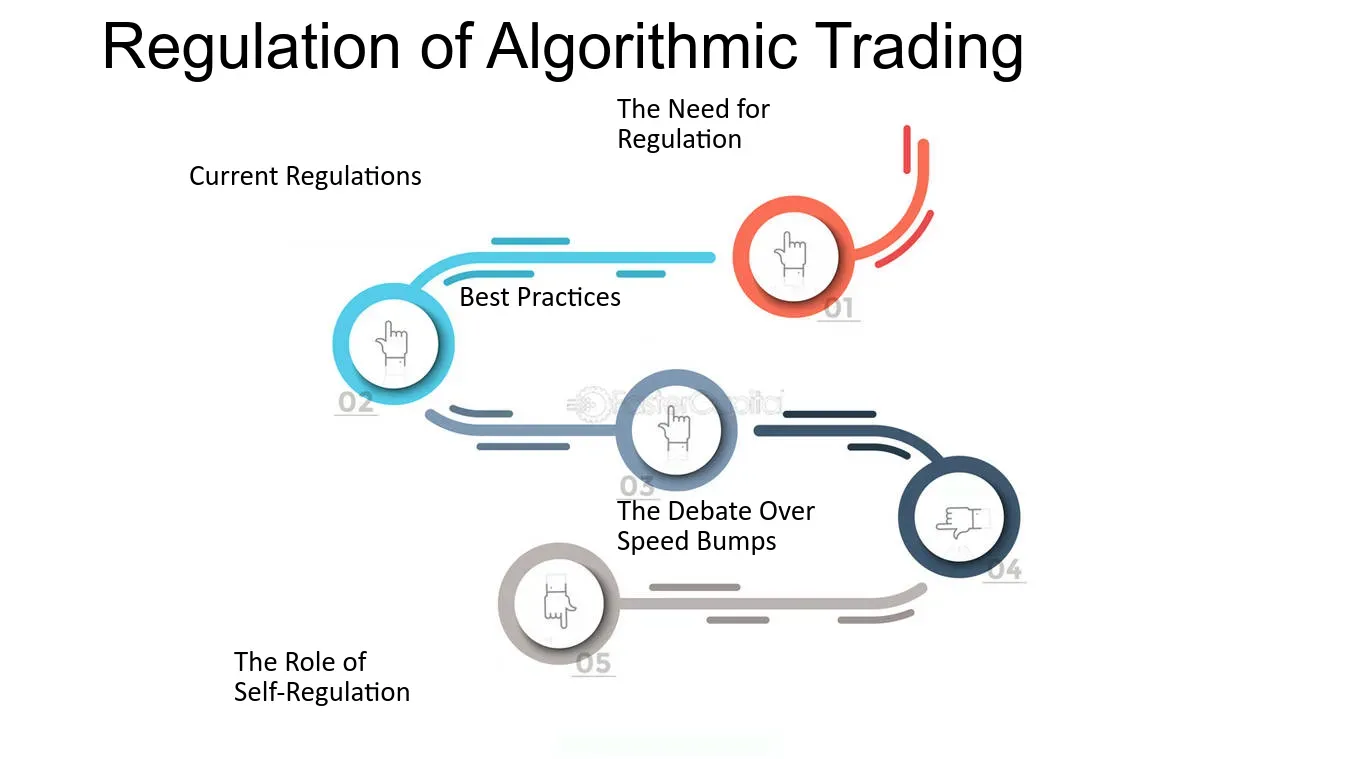 Regulation of Algorithmic Trading
The Need for
Regulation
Current Regulations
01
Best Practices
02
FasterCapital
03
The Debate Over
Speed Bumps
04
05
The Role of
Self-Regulation